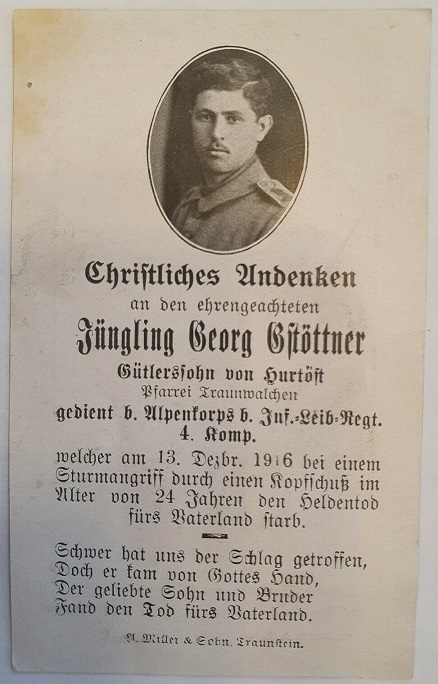 Christliches Andenken
an den ehrengeachteten
Jüngling Georg Gstöttner
Gütlerssohn von Hurtöst
Pfarrei Traunwalchen
gedient b. Alpenkorps b. Inf.-Leib-Regt.
4. Komp.
welcher am 13. Dezbr. 1916 bei einem
Sturmangriff durch einen Kopfschuß im
Alter von 24 Jahren den Heldentod
fürs Vaterland starb.
Schwer hat uns der Schlag getroffen,
Doch er kam von Gottes Hand,
Der geliebte Sohn und Bruder
Fand den Tod fürs Vaterland.
A. Miller & Sohn, Traunstein.